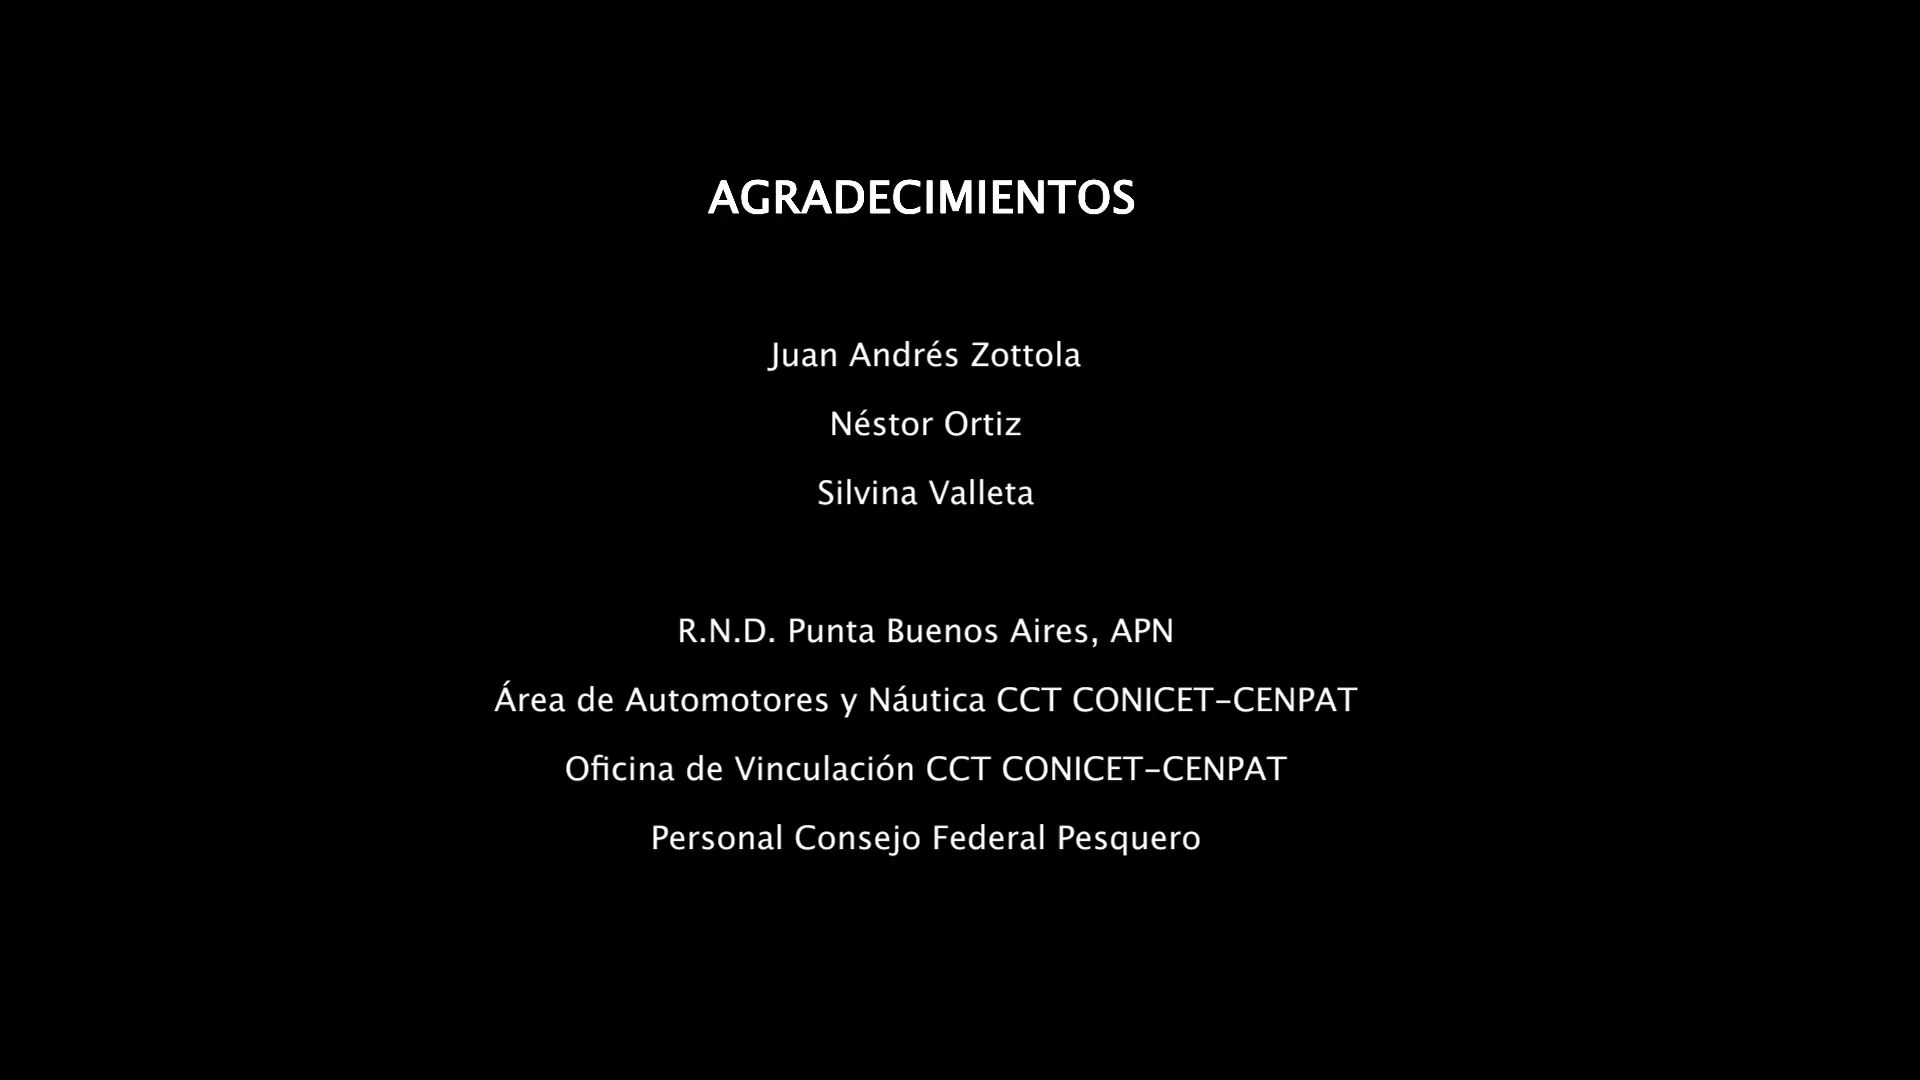 AGRADECIMIENTOS
Juan Andrés Zottola
Néstor Ortiz
Silvina Valleta
R.N.D. Punta Buenos Aires, APN
Área de Automotores y Náutica CCT CONICET-CENPAT
Oficina de Vinculación CCT CONICET-CENPAT
Personal Consejo Federal Pesquero